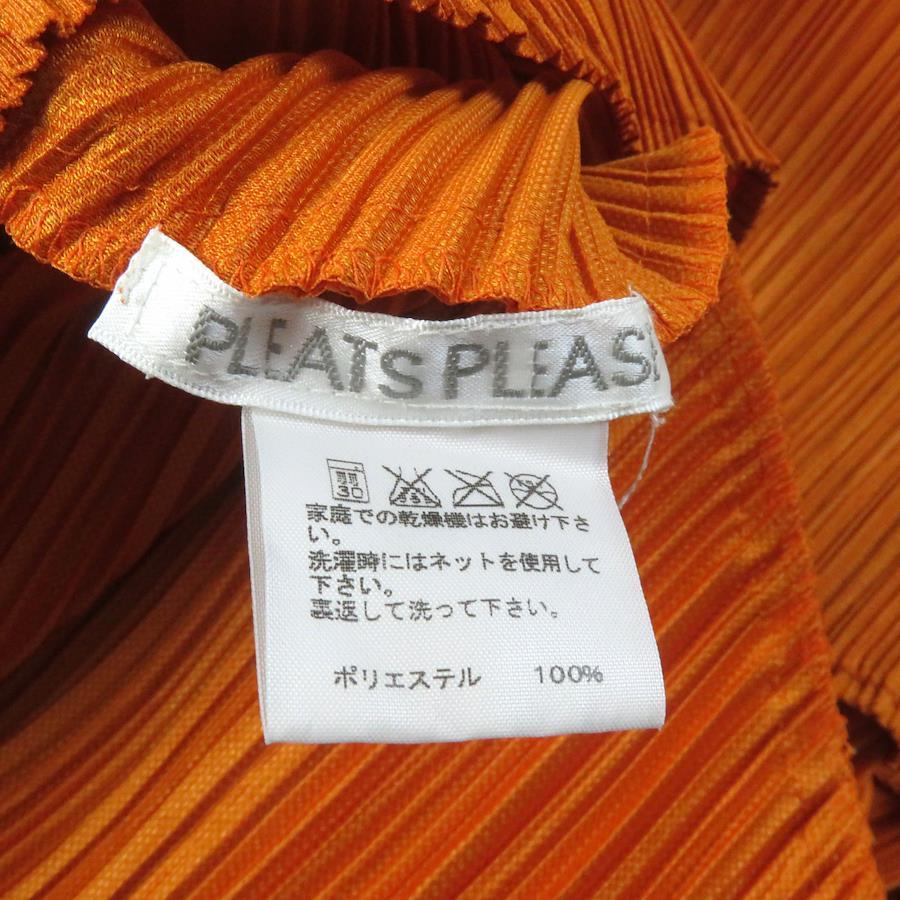 PLEATS PLEASE
弱 30
家庭での乾燥機はお避け下さ
い。
洗濯時にはネットを使用して
下さい。
裏返して洗って下さい。
ポリエステル 100%